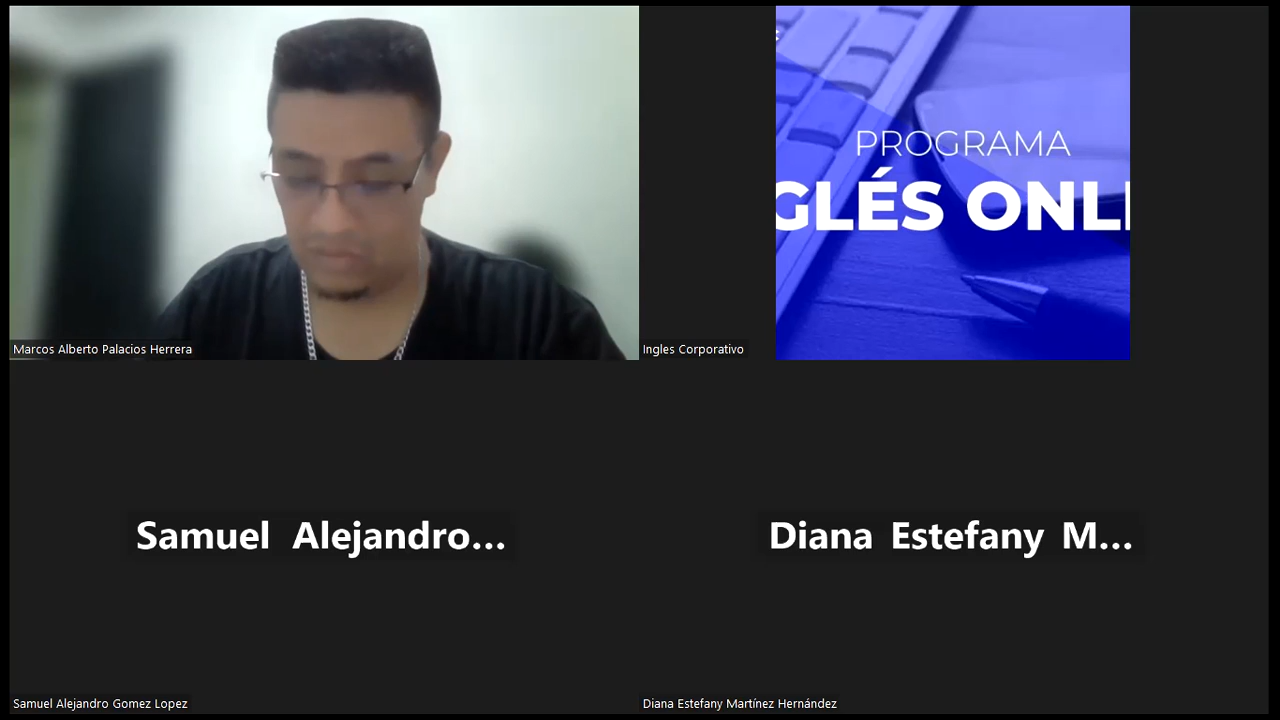 Marcos Alberto Palacios Herrera
PROGRAMA
GLÉS ONLI
Ingles Corporativo
Samuel Alejandro...
Diana Estefany M...
Samuel Alejandro Gomez Lopez
Diana Estefany Martínez Hernández